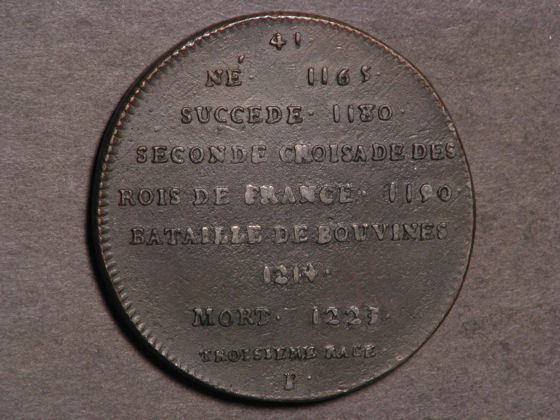 41
NÉ · 1165 ·
SUCCEDE · 1180 ·
SECONDE CROISADE DES
ROIS DE FRANCE · 1190
BATAILLE DE BOUVINES
1214 ·
MORT · 1223 ·
TROISIEME RACE